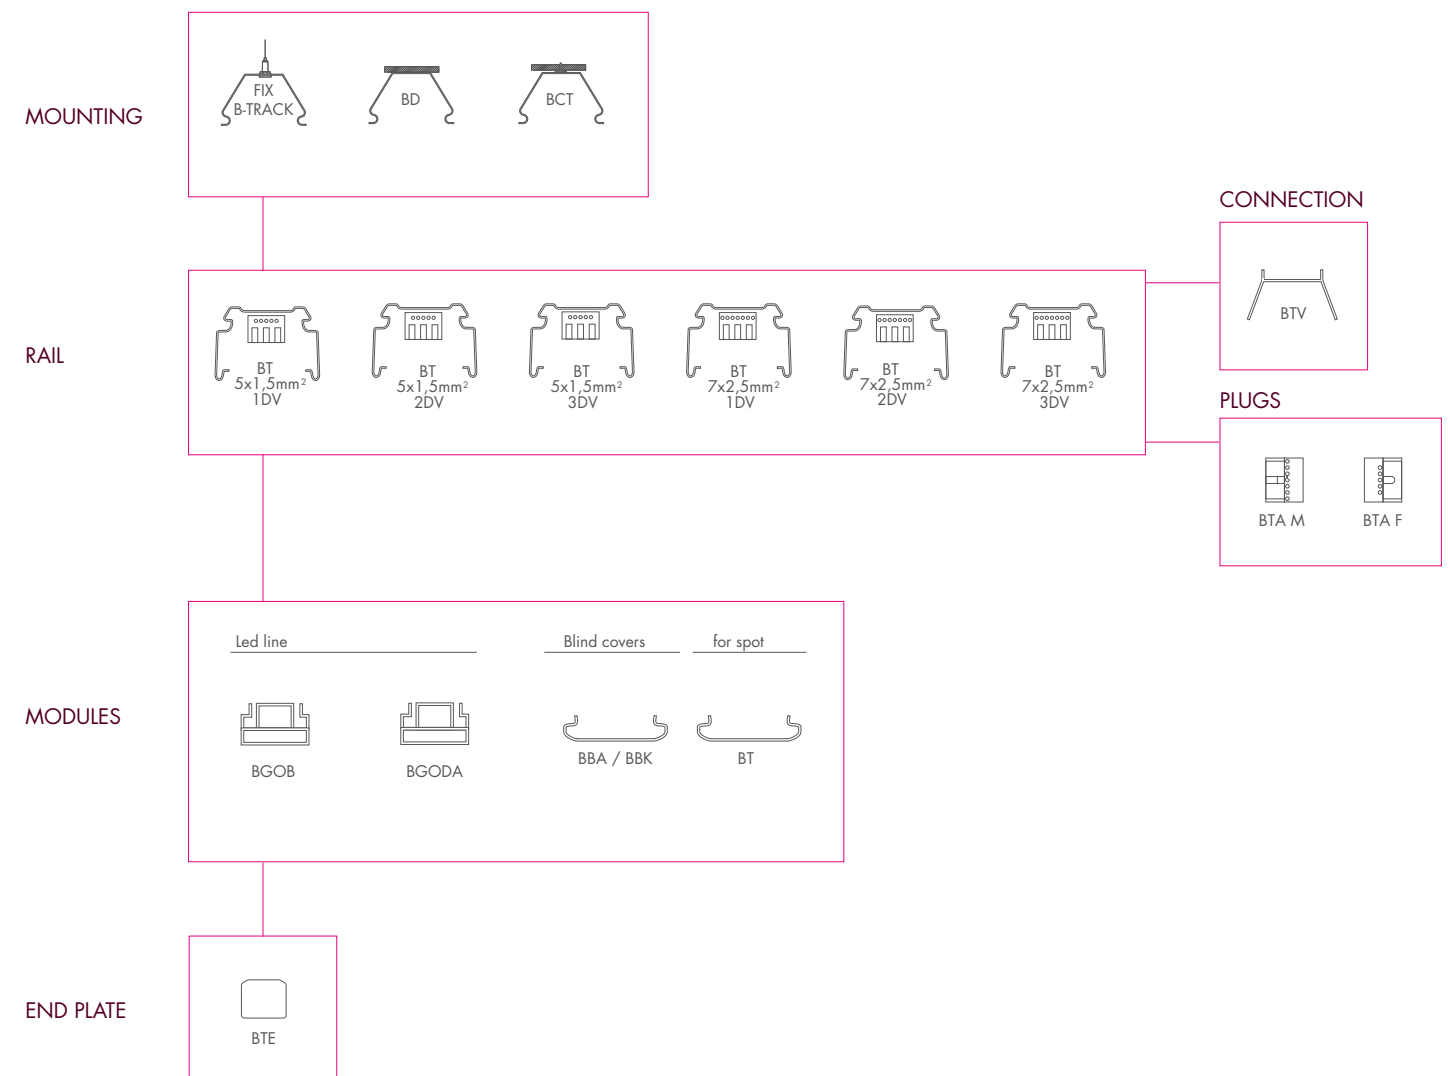 MOUNTING
FIX
B-TRACK
BD
BCT
CONNECTION
BTV
RAIL
BT
5x1,5mm²
1DV
BT
5x1,5mm²
2DV
BT
5x1,5mm²
3DV
BT
7x2,5mm²
1DV
BT
7x2,5mm²
2DV
BT
7x2,5mm²
3DV
PLUGS
BTA M
BTA F
MODULES
Led line
Blind covers
for spot
BGOB
BGODA
BBA / BBK
BT
END PLATE
BTE